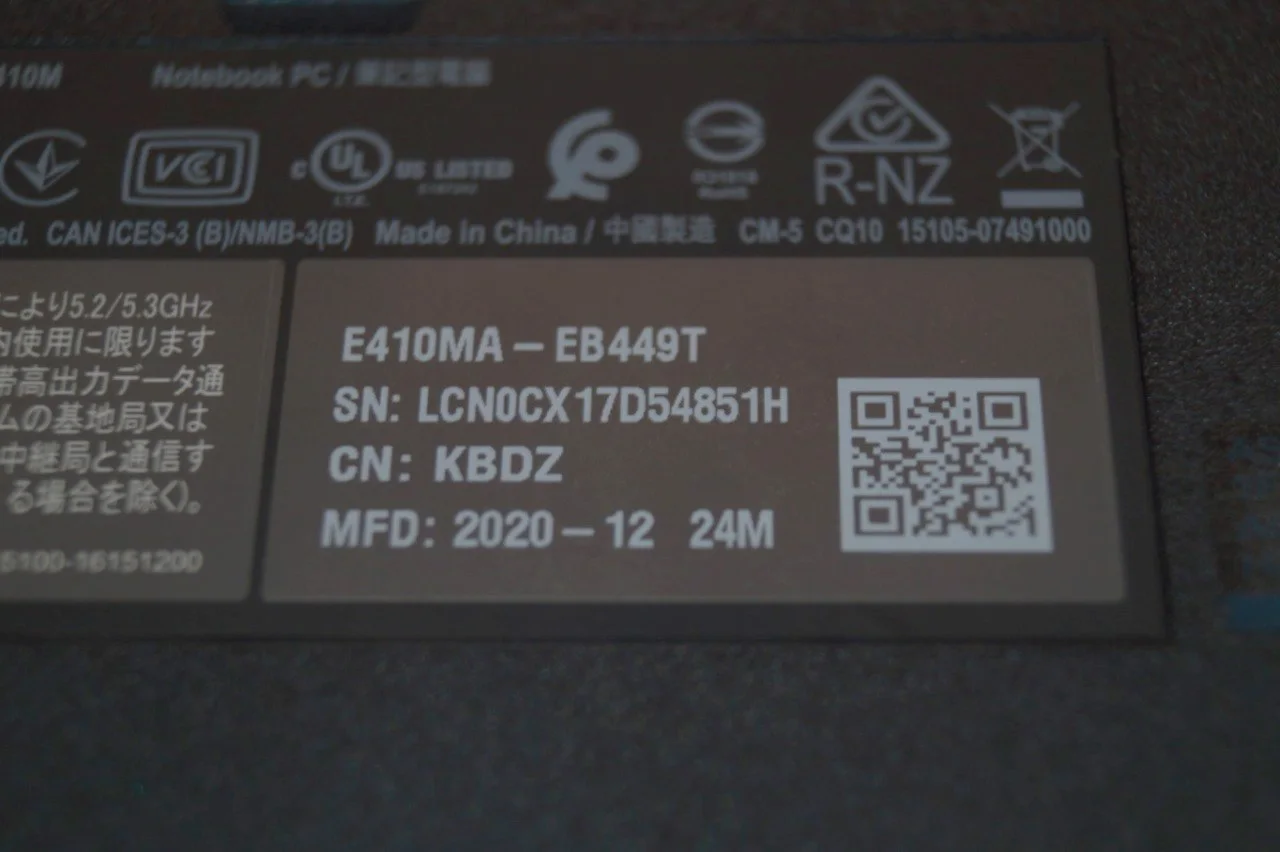 410M Notebook PC / 筆記型電腦
VCCI c UL US LISTED
I.T.E.
R-NZ
ed. CAN ICES-3 (B)/NMB-3(B) Made in China / 中國製造 CM-5 CQ10 15105-07491000
により5.2/5.3GHz
内使用に限ります
帯高出力データ通
ムの基地局又は
中継局と通信す
る場合を除く)。
5100-16151200
E410MA-EB449T
SN: LCN0CX17D54851H
CN: KBDZ
MFD: 2020-12 24M